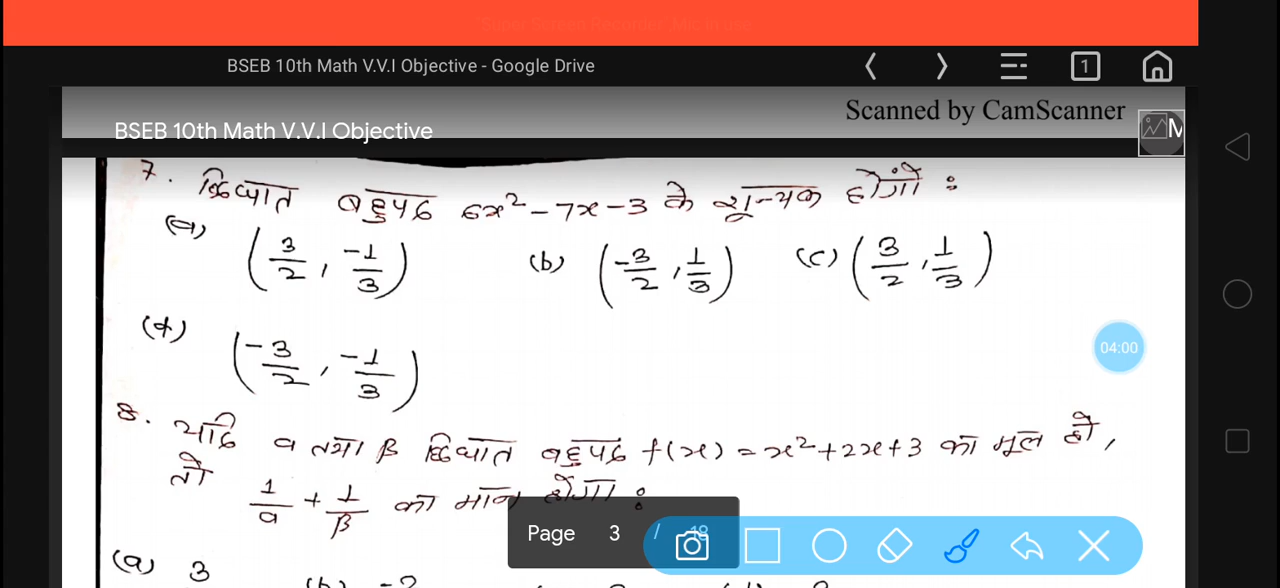 BSEB 10th Math V.V.I Objective - Google Drive
1
Scanned by CamScanner
BSEB 10th Math V.V.I Objective
M
7. द्विघात बहुपद 6x² - 7x - 3 के शून्यक होंगे :
(a) (3/2, -1/3) (b) (-3/2, 1/3) (c) (3/2, 1/3)
(d) (-3/2, -1/3)
04:00
8. यदि a तथा β द्विघात बहुपद f(x) = x² + 2x + 3 का मूल हो,
तो 1/a + 1/β का मान होगा :
Page 3 / 18
(a) 3